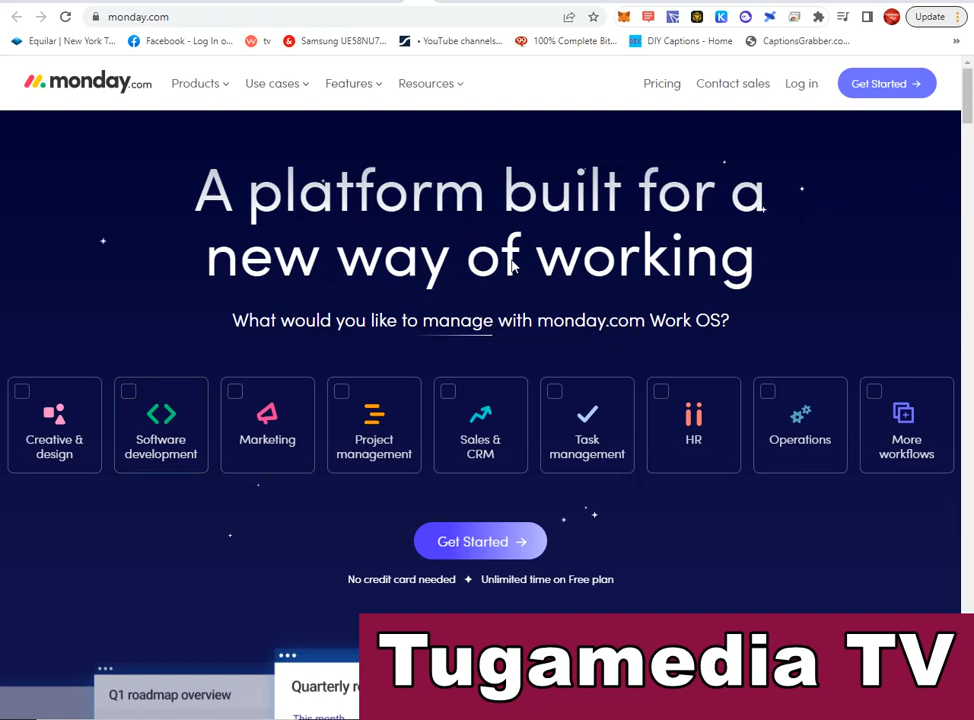 monday.com
Update
Equilar | New York T...
Facebook - Log In o...
tv
Samsung UE58NU7...
• YouTube channels...
100% Complete Bit...
DIY Captions - Home
CaptionsGrabber.co...
»
monday.com
Products
Use cases
Features
Resources
Pricing
Contact sales
Log in
Get Started →
A platform built for a
new way of working
What would you like to manage with monday.com Work OS?
Creative &
design
Software
development
Marketing
Project
management
Sales &
CRM
Task
management
HR
Operations
More
workflows
Get Started →
No credit card needed ✦ Unlimited time on Free plan
Q1 roadmap overview
Quarterly
This month
Tugamedia TV